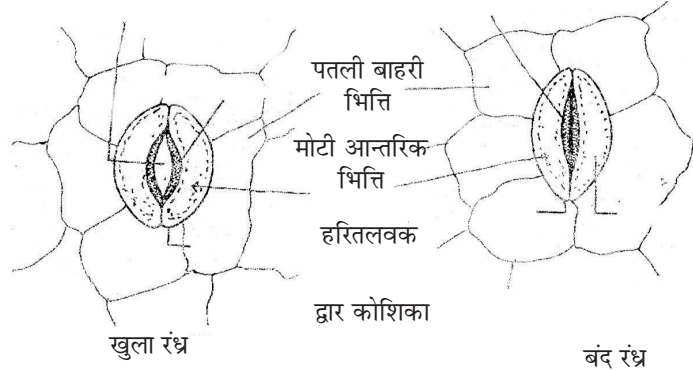 पतली बाहरी
भित्ति
मोटी आन्तरिक
भित्ति
हरितलवक
द्वार कोशिका
खुला रंध्र
बंद रंध्र